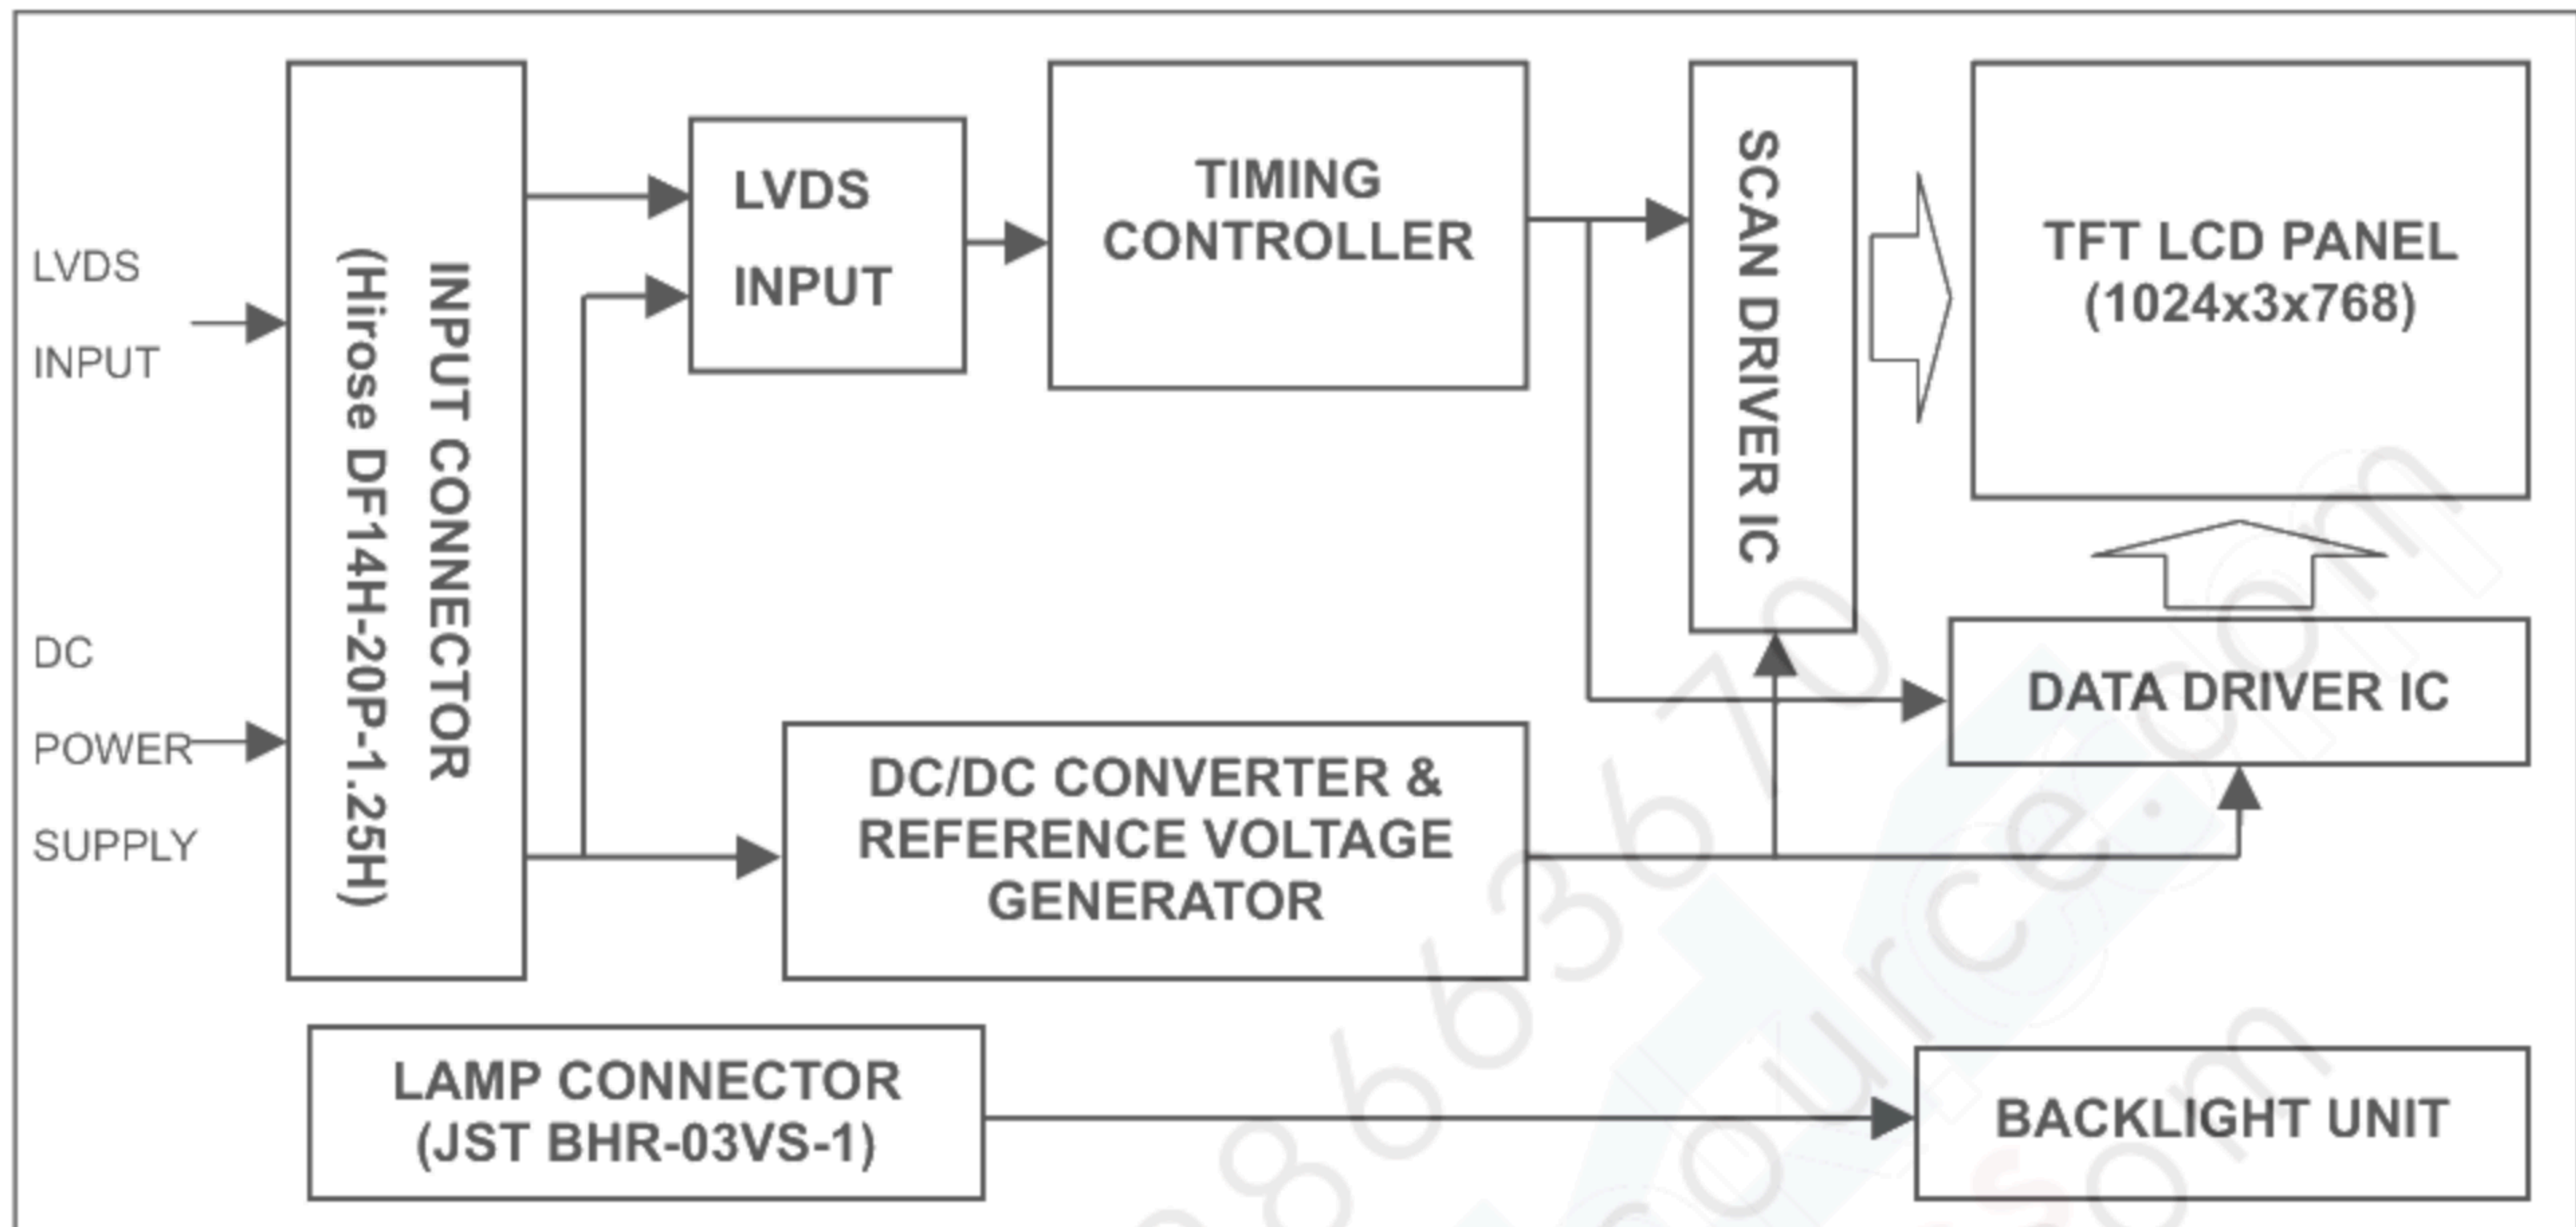 LVDS
INPUT
DC
POWER
SUPPLY
INPUT CONNECTOR
(Hirose DF14H-20P-1.25H)
LVDS
INPUT
TIMING
CONTROLLER
SCAN DRIVER IC
TFT LCD PANEL
(1024x3x768)
DATA DRIVER IC
DC/DC CONVERTER &
REFERENCE VOLTAGE
GENERATOR
LAMP CONNECTOR
(JST BHR-03VS-1)
BACKLIGHT UNIT